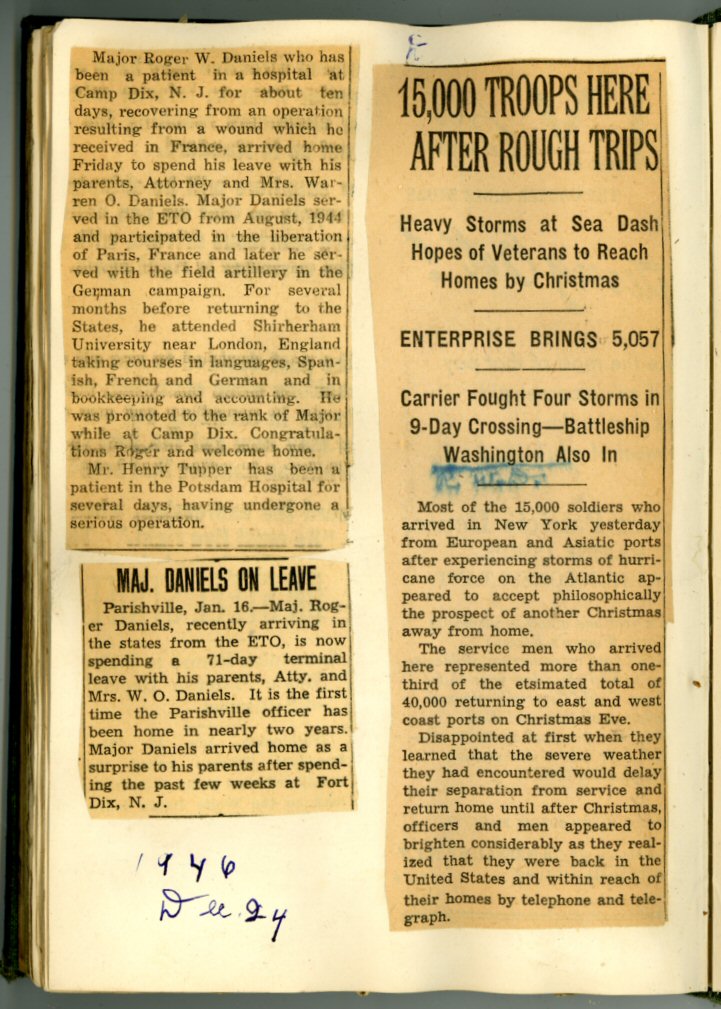 Major Roger W. Daniels who has
been a patient in a hospital at
Camp Dix, N. J. for about ten
days, recovering from an operation
resulting from a wound which he
received in France, arrived home
Friday to spend his leave with his
parents, Attorney and Mrs. War-
ren O. Daniels. Major Daniels ser-
ved in the ETO from August, 1944
and participated in the liberation
of Paris, France and later he ser-
ved with the field artillery in the
German campaign. For several
months before returning to the
States, he attended Shirherham
University near London, England
taking courses in languages, Span-
ish, French and German and in
bookkeeping and accounting. He
was promoted to the rank of Major
while at Camp Dix. Congratula-
tions Roger and welcome home.
Mr. Henry Tupper has been a
patient in the Potsdam Hospital for
several days, having undergone a
serious operation.
MAJ. DANIELS ON LEAVE
Parishville, Jan. 16.—Maj. Rog-
er Daniels, recently arriving in
the states from the ETO, is now
spending a 71-day terminal
leave with his parents, Atty. and
Mrs. W. O. Daniels. It is the first
time the Parishville officer has
been home in nearly two years.
Major Daniels arrived home as a
surprise to his parents after spend-
ing the past few weeks at Fort
Dix, N. J.
1946
Dec. 24
15,000 TROOPS HERE
AFTER ROUGH TRIPS
Heavy Storms at Sea Dash
Hopes of Veterans to Reach
Homes by Christmas
ENTERPRISE BRINGS 5,057
Carrier Fought Four Storms in
9-Day Crossing—Battleship
Washington Also In
Most of the 15,000 soldiers who
arrived in New York yesterday
from European and Asiatic ports
after experiencing storms of hurri-
cane force on the Atlantic ap-
peared to accept philosophically
the prospect of another Christmas
away from home.
The service men who arrived
here represented more than one-
third of the etsimated total of
40,000 returning to east and west
coast ports on Christmas Eve.
Disappointed at first when they
learned that the severe weather
they had encountered would delay
their separation from service and
return home until after Christmas,
officers and men appeared to
brighten considerably as they real-
ized that they were back in the
United States and within reach of
their homes by telephone and tele-
graph.